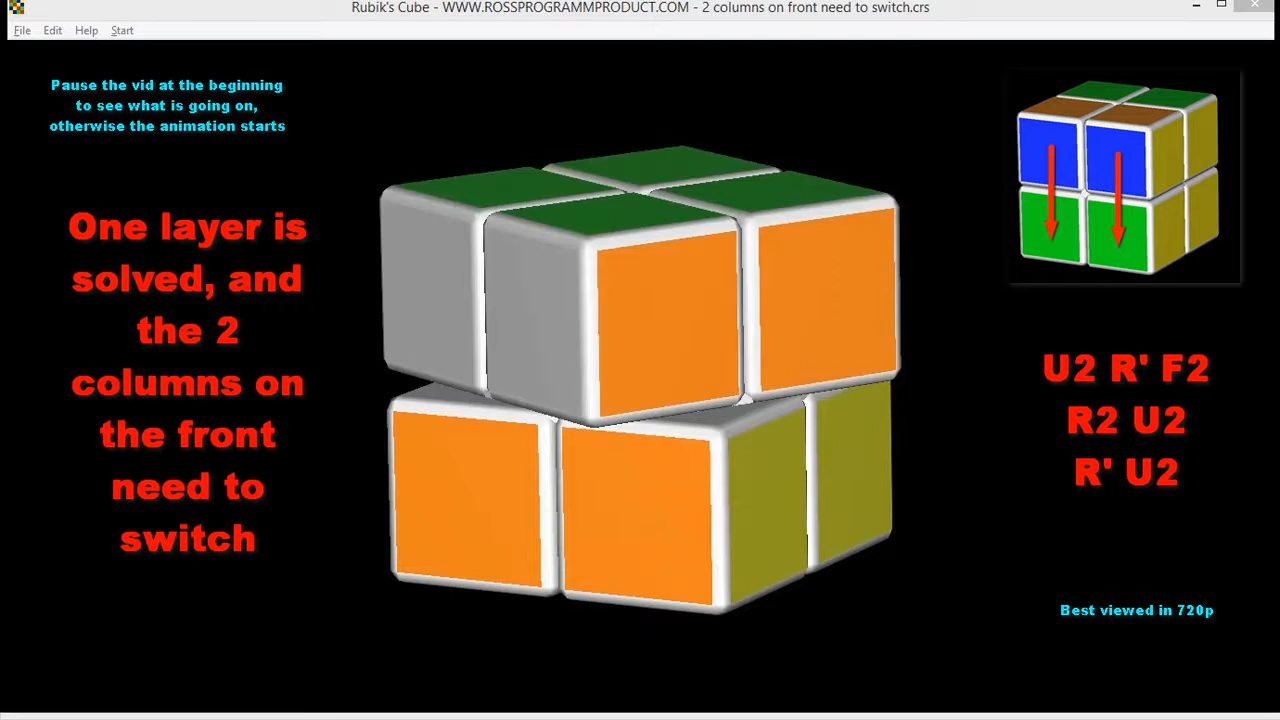 Rubik's Cube - WWW.ROSSPROGRAMMPRODUCT.COM - 2 columns on front need to switch.crs
File Edit Help Start
Pause the vid at the beginning
to see what is going on,
otherwise the animation starts
One layer is
solved, and
the 2
columns on
the front
need to
switch
U2 R' F2
R2 U2
R' U2
Best viewed in 720p